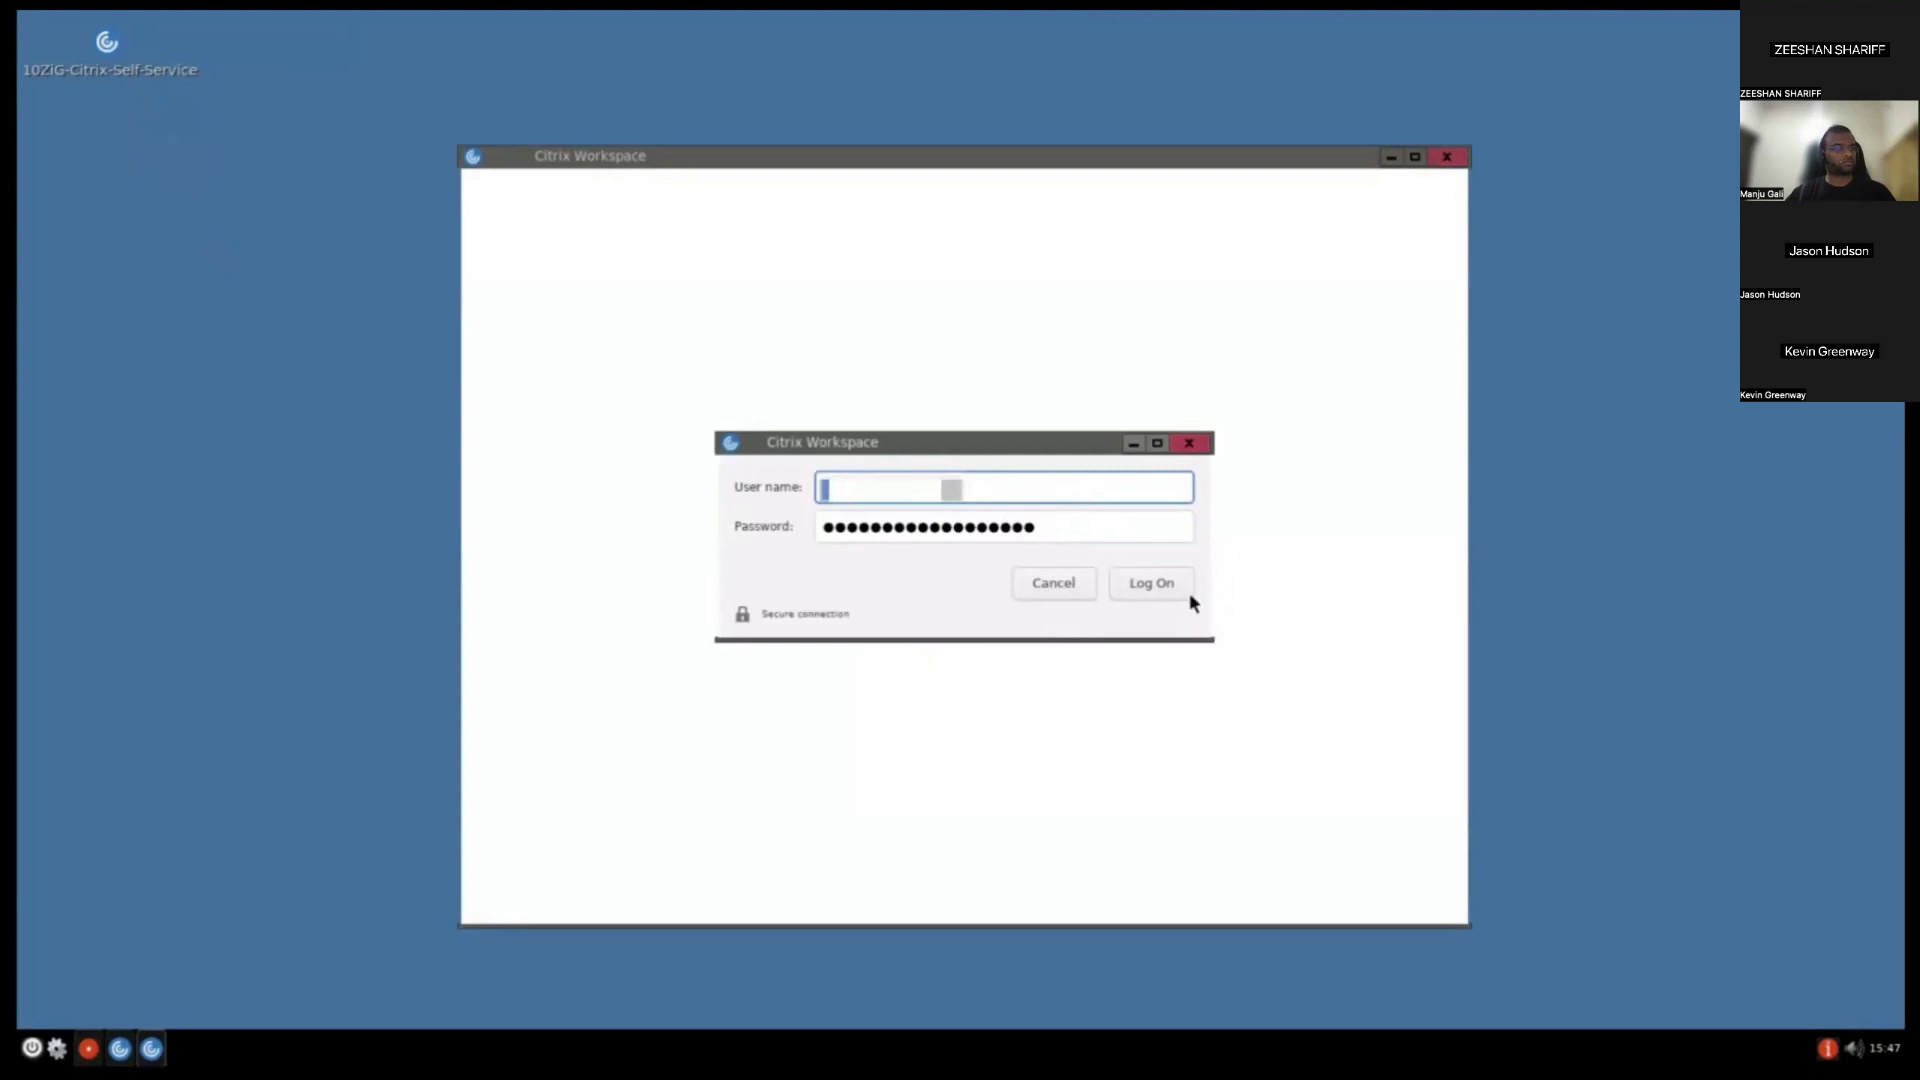 10ZiG-Citrix-Self-Service
Citrix Workspace
Citrix Workspace
User name:
Password:
Cancel
Log On
Secure connection
15:47
ZEESHAN SHARIFF
ZEESHAN SHARIFF
Manju Gali
Jason Hudson
Jason Hudson
Kevin Greenway
Kevin Greenway